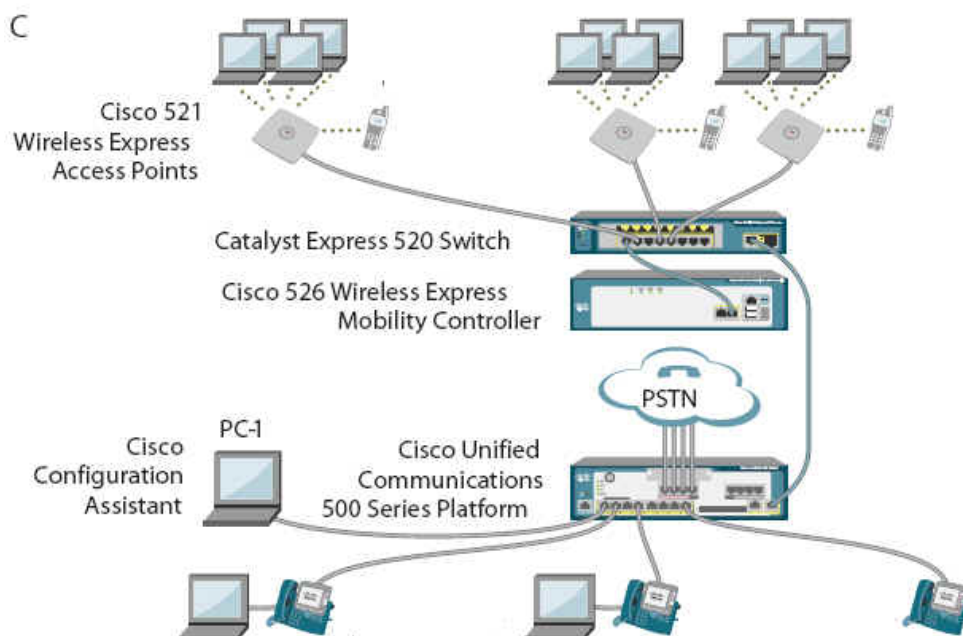 C
Cisco 521
Wireless Express
Access Points
Catalyst Express 520 Switch
Cisco 526 Wireless Express
Mobility Controller
PSTN
PC-1
Cisco
Configuration
Assistant
Cisco Unified
Communications
500 Series Platform